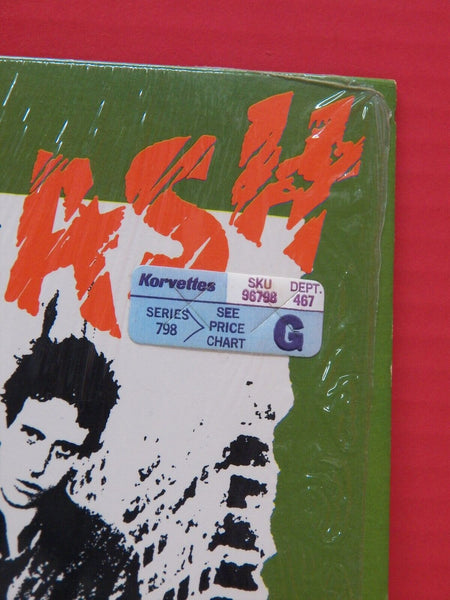 ASH
Korvettes SKU DEPT.
96798 467
SERIES SEE
798 PRICE G
CHART